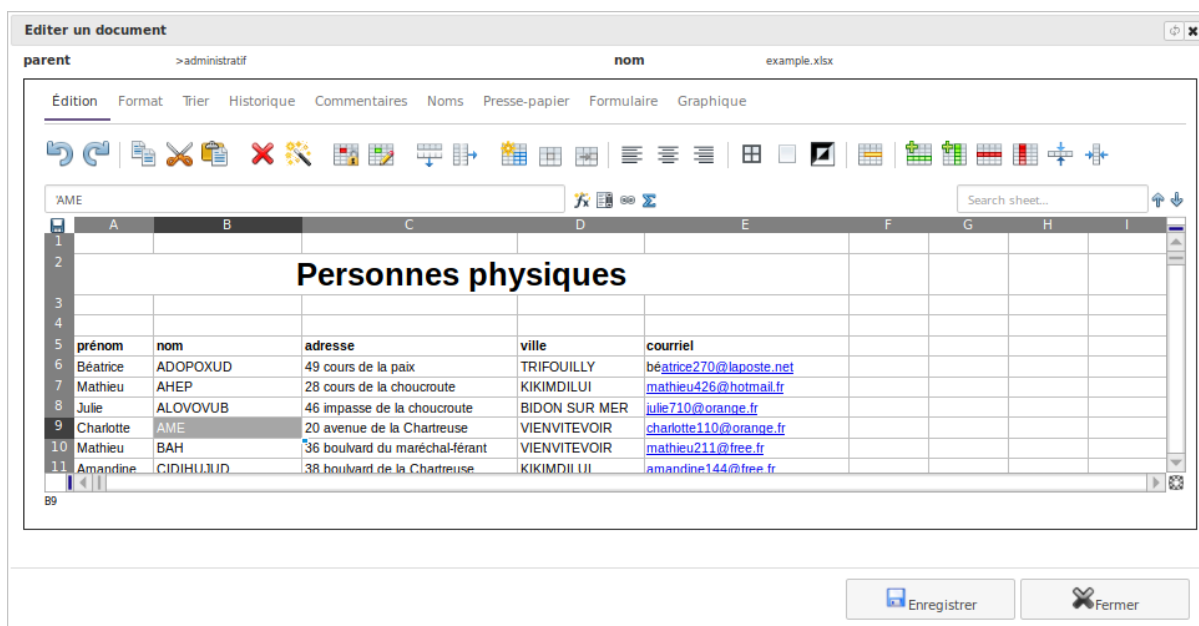 Editer un document
parent >administratif nom example.xlsx
Édition Format Trier Historique Commentaires Noms Presse-papier Formulaire Graphique
'AME Search sheet...
A B C D E F G H I
1
2 Personnes physiques
3
4
5 prénom nom adresse ville courriel
6 Béatrice ADOPOXUD 49 cours de la paix TRIFOUILLY béatrice270@laposte.net
7 Mathieu AHEP 28 cours de la choucroute KIKIMDILUI mathieu426@hotmail.fr
8 Julie ALOVOVUB 46 impasse de la choucroute BIDON SUR MER julie710@orange.fr
9 Charlotte AME 20 avenue de la Chartreuse VIENVITEVOIR charlotte110@orange.fr
10 Mathieu BAH 36 boulvard du maréchal-férant VIENVITEVOIR mathieu211@free.fr
11 Amandine CIDIHUJUD 38 boulvard de la Chartreuse KIKIMDILUI amandine144@free.fr
B9
Enregistrer Fermer